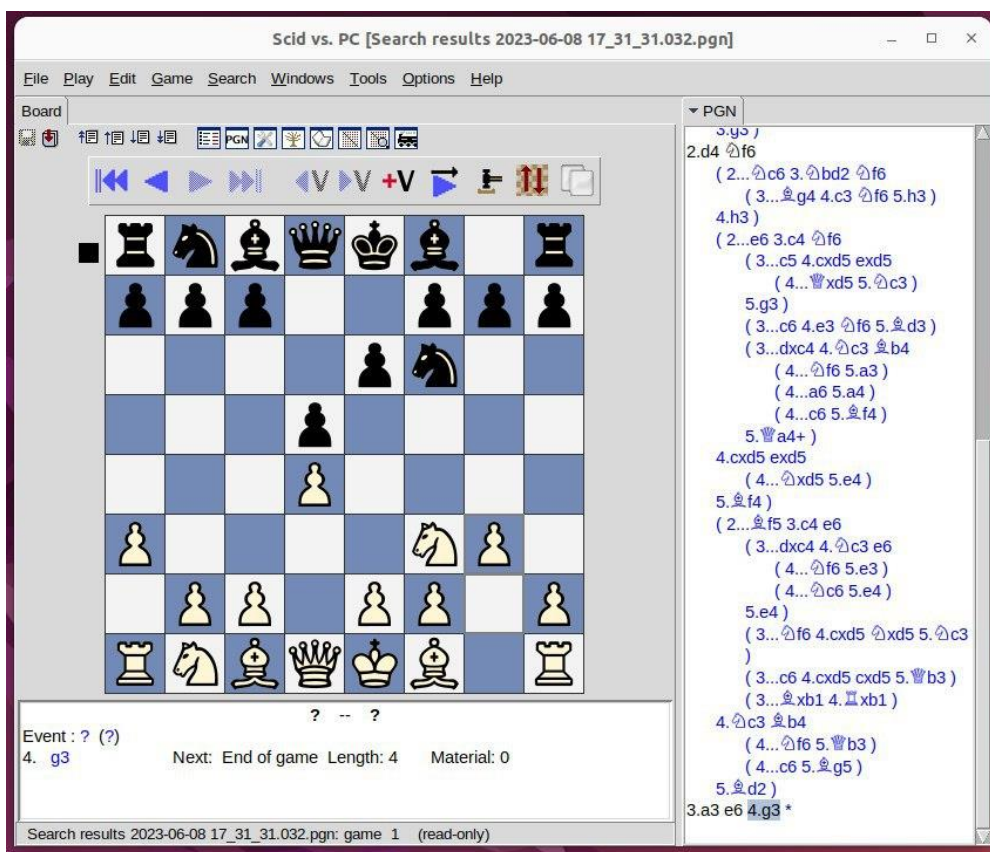 Scid vs. PC [Search results 2023-06-08 17_31_31.032.pgn]
File Play Edit Game Search Windows Tools Options Help
Board
PGN
V V +V
? -- ?
Event : ? (?)
4. g3 Next: End of game Length: 4 Material: 0
Search results 2023-06-08 17_31_31.032.pgn: game 1 (read-only)
PGN
3.g3 )
2.d4 ♘f6
( 2...♘c6 3.♘bd2 ♘f6
( 3...♗g4 4.c3 ♘f6 5.h3 )
4.h3 )
( 2...e6 3.c4 ♘f6
( 3...c5 4.cxd5 exd5
( 4...♕xd5 5.♘c3 )
5.g3 )
( 3...c6 4.e3 ♘f6 5.♗d3 )
( 3...dxc4 4.♘c3 ♗b4
( 4...♘f6 5.a3 )
( 4...a6 5.a4 )
( 4...c6 5.♗f4 )
5.♕a4+ )
4.cxd5 exd5
( 4...♘xd5 5.e4 )
5.♗f4 )
( 2...♗f5 3.c4 e6
( 3...dxc4 4.♘c3 e6
( 4...♘f6 5.e3 )
( 4...♘c6 5.e4 )
5.e4 )
( 3...♘f6 4.cxd5 ♘xd5 5.♘c3
)
( 3...c6 4.cxd5 cxd5 5.♕b3 )
( 3...♗xb1 4.♖xb1 )
4.♘c3 ♗b4
( 4...♘f6 5.♕b3 )
( 4...c6 5.♗g5 )
5.♗d2 )
3.a3 e6 4.g3 *